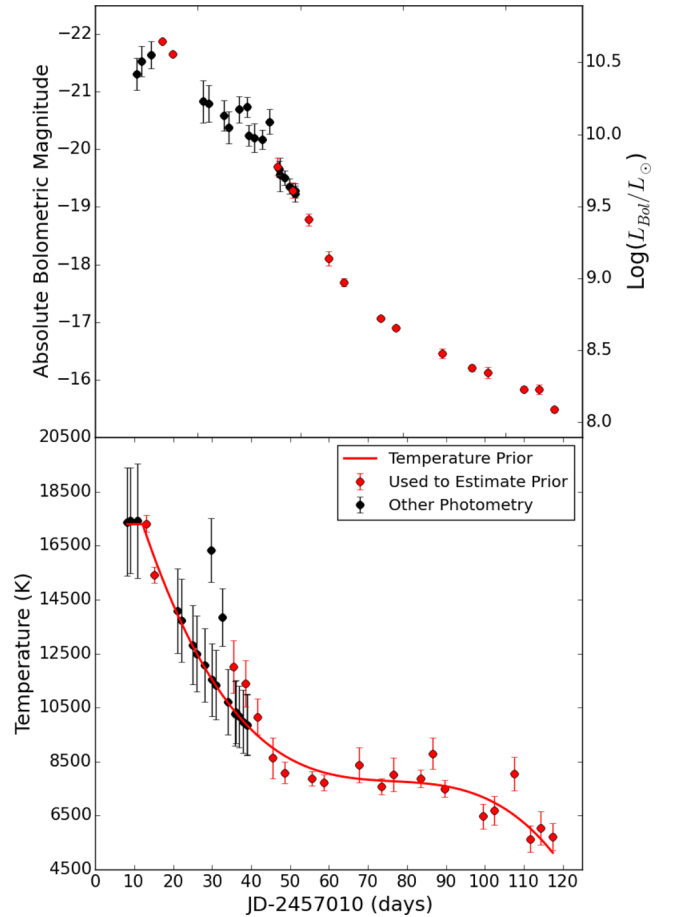 −22
−21
−20
−19
−18
−17
−16
Absolute Bolometric Magnitude
10.5
10.0
9.5
9.0
8.5
8.0
Log(L_{Bol}/L_☉)
20500
18500
16500
14500
12500
10500
8500
6500
4500
Temperature (K)
Temperature Prior
Used to Estimate Prior
Other Photometry
0 10 20 30 40 50 60 70 80 90 100 110 120
JD-2457010 (days)